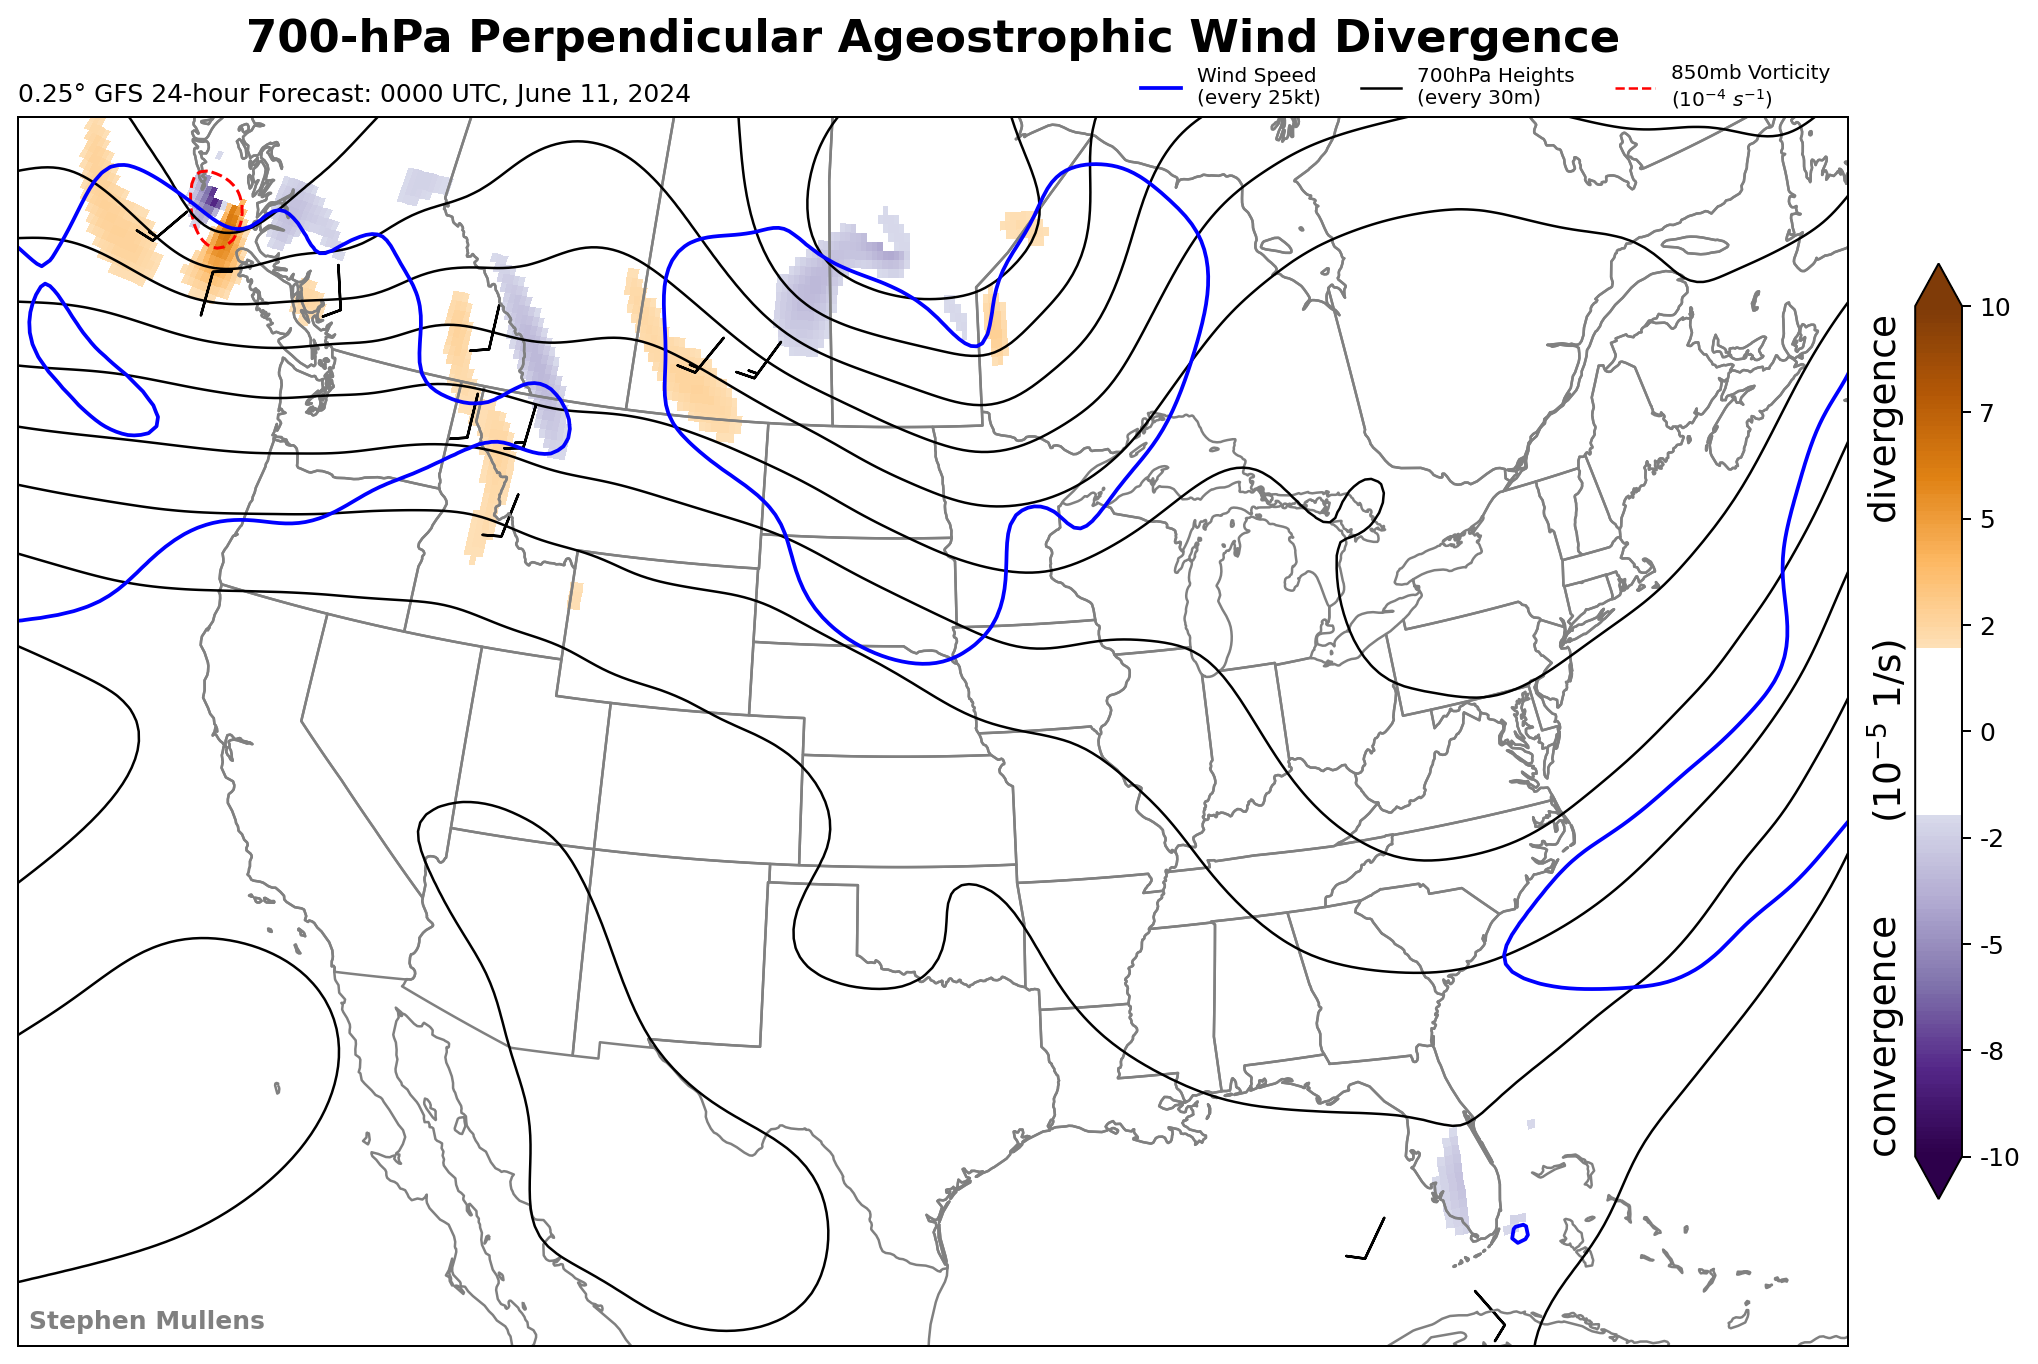 700-hPa Perpendicular Ageostrophic Wind Divergence
0.25° GFS 24-hour Forecast: 0000 UTC, June 11, 2024
Wind Speed
(every 25kt)
700hPa Heights
(every 30m)
850mb Vorticity
(10⁻⁴ s⁻¹)
10
7
5
2
0
-2
-5
-8
-10
convergence (10⁻⁵ 1/s) divergence
Stephen Mullens